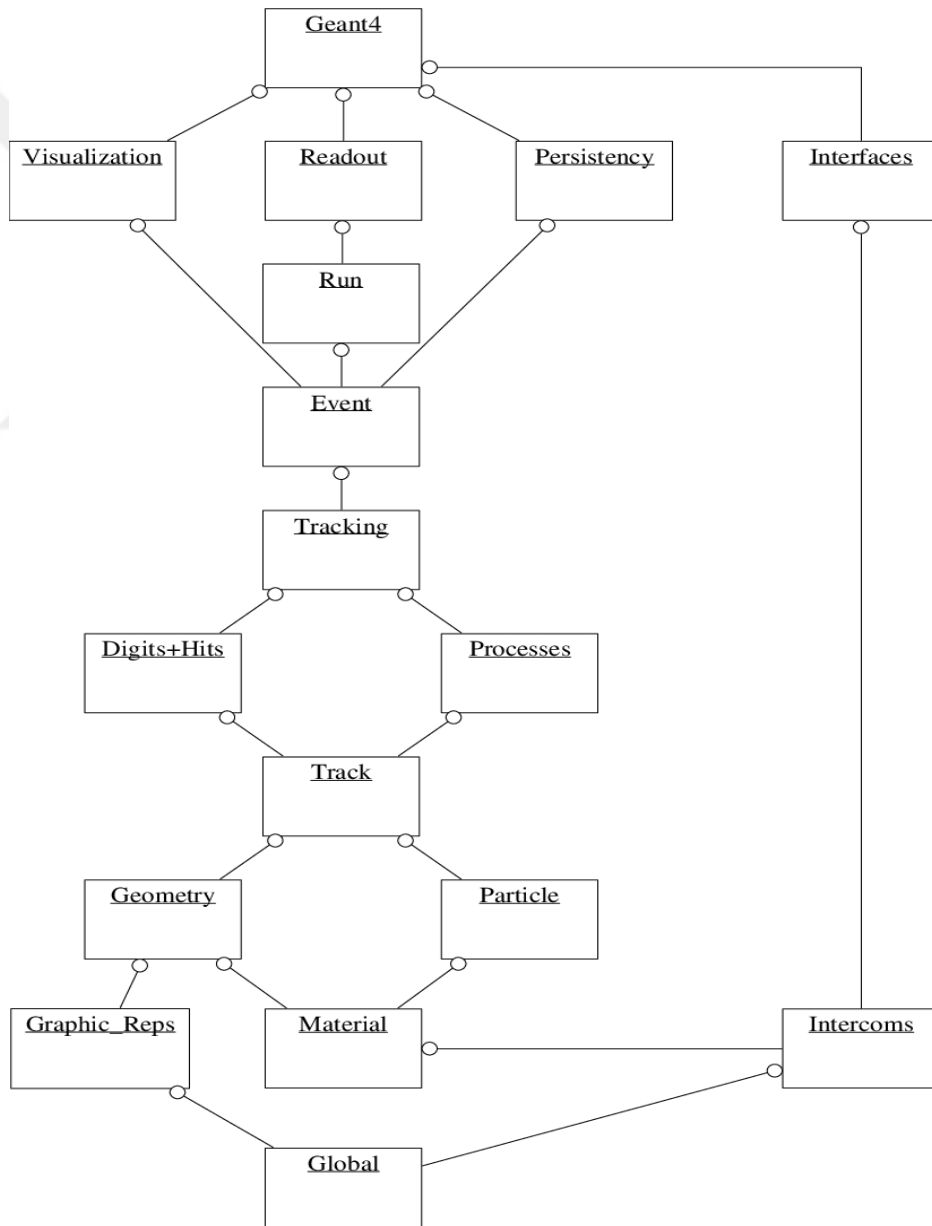 Geant4
Visualization
Readout
Persistency
Interfaces
Run
Event
Tracking
Digits+Hits
Processes
Track
Geometry
Particle
Graphic_Reps
Material
Intercoms
Global